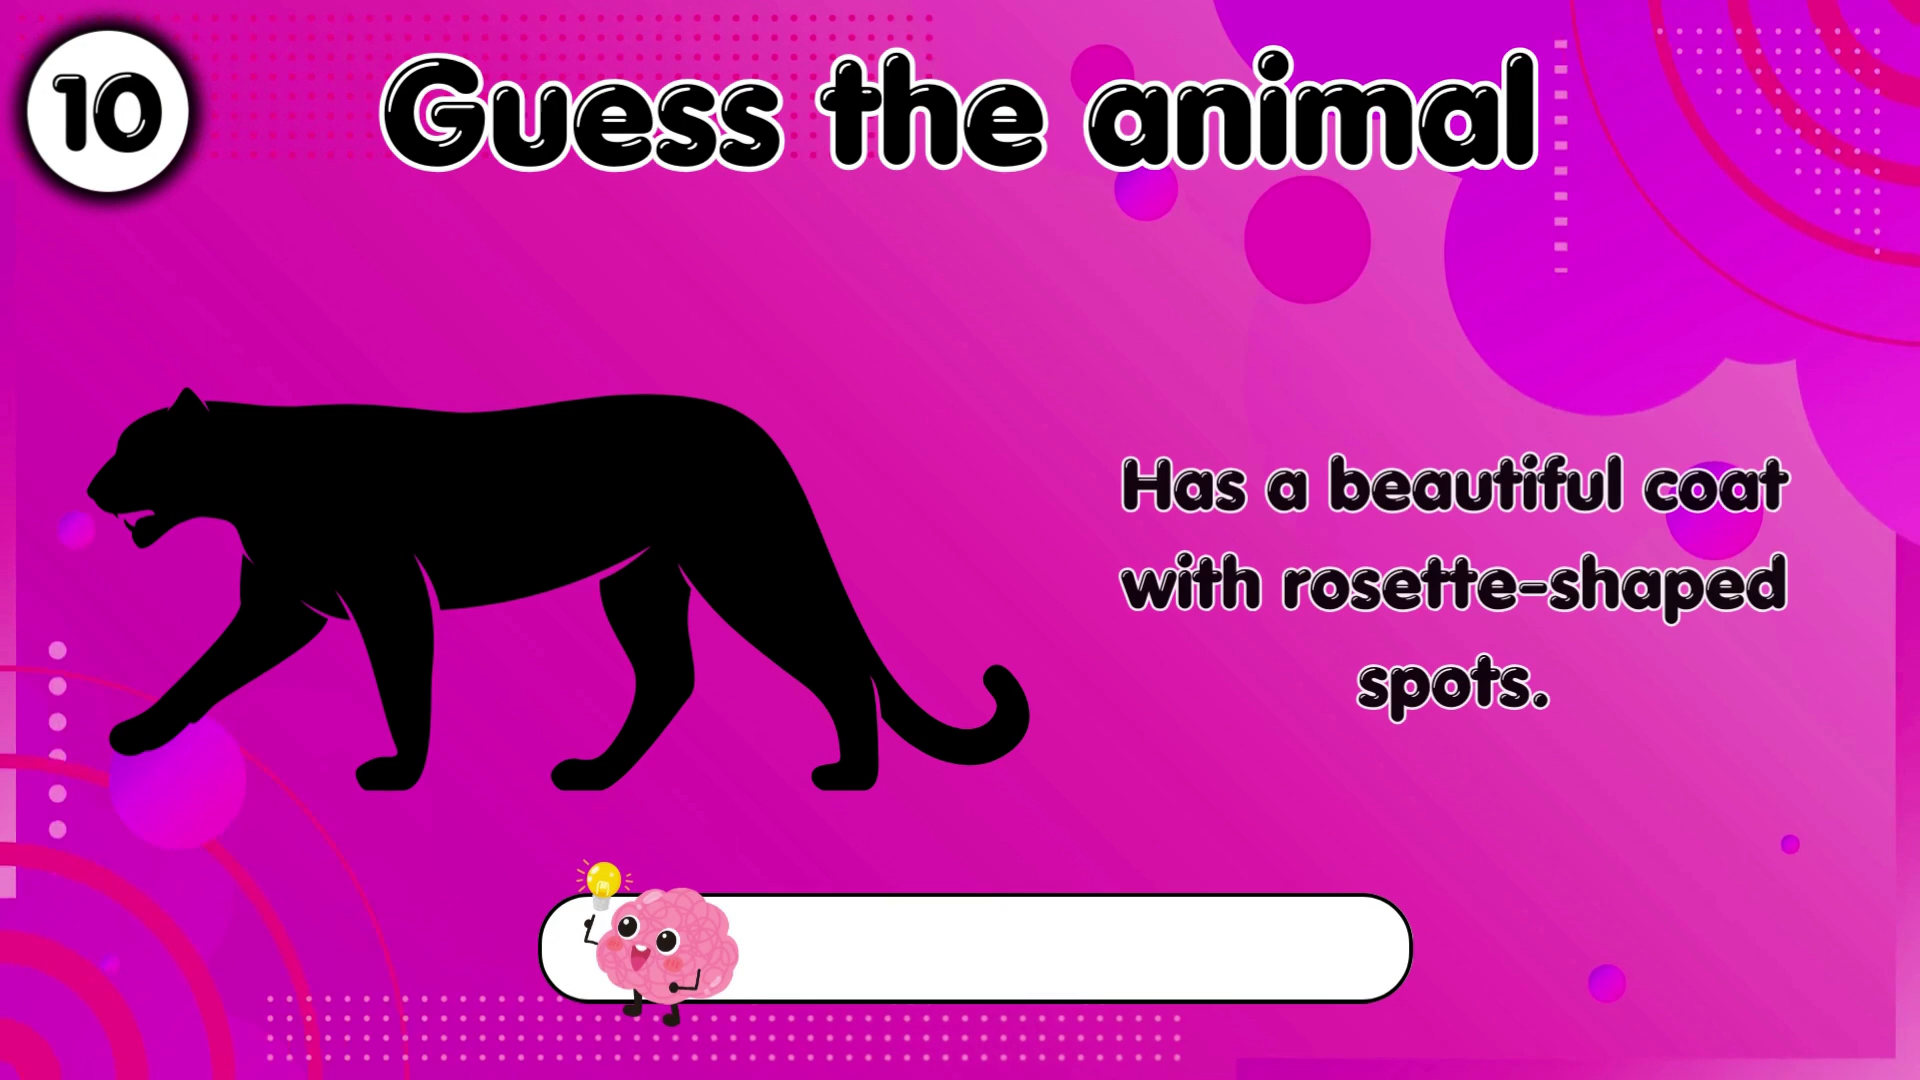 10
Guess the animal
Has a beautiful coat
with rosette-shaped
spots.